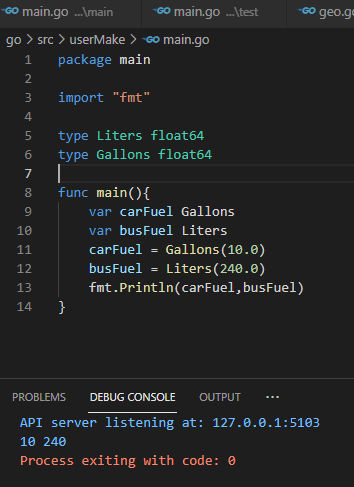 main.go ...\main main.go ...\test geo.g
go > src > userMake > main.go
1 package main
2
3 import "fmt"
4
5 type Liters float64
6 type Gallons float64
7
8 func main(){
9 var carFuel Gallons
10 var busFuel Liters
11 carFuel = Gallons(10.0)
12 busFuel = Liters(240.0)
13 fmt.Println(carFuel,busFuel)
14 }
PROBLEMS DEBUG CONSOLE OUTPUT ...
API server listening at: 127.0.0.1:5103
10 240
Process exiting with code: 0